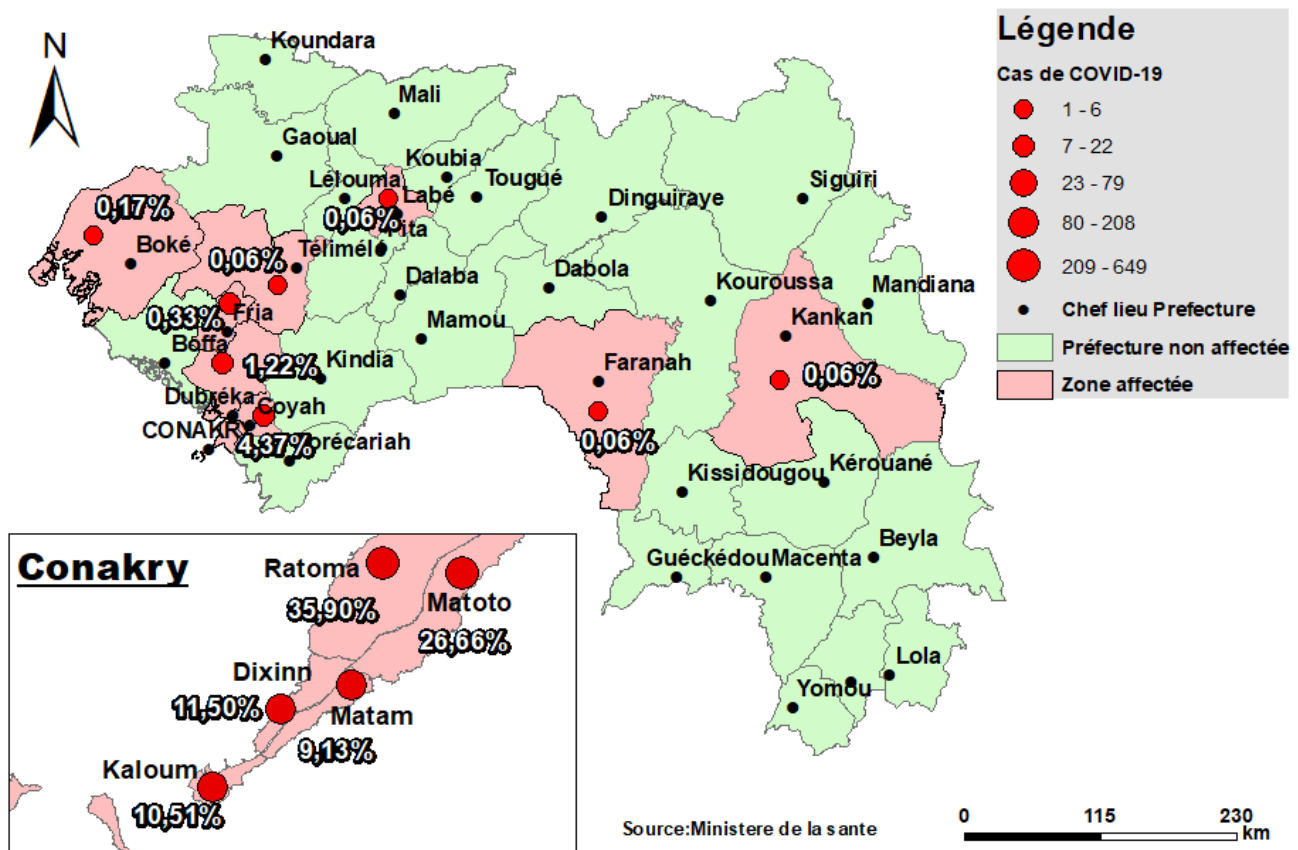 N
Koundara
Mali
Gaoual
Koubia
Lélouma
Labé
Tougué
Siguiri
Dinguiraye
0,17%
0,06%
Pita
Boké
0,06%
Télimélé
Dalaba
Dabola
Kouroussa
Mandiana
Kankan
0,33%
Fria
Mamou
Boffa
1,22%
Kindia
Faranah
0,06%
Dubréka
Coyah
CONAKRY
4,37%
orécariah
0,06%
Kissidougou
Kérouané
Beyla
Guéckédou
Macenta
Lola
Yomou
Légende
Cas de COVID-19
1 - 6
7 - 22
23 - 79
80 - 208
209 - 649
Chef lieu Prefecture
Préfecture non affectée
Zone affectée
Conakry
Ratoma
35,90%
Matoto
26,66%
Dixinn
11,50%
Matam
9,13%
Kaloum
10,51%
Source:Ministere de la sante
0 115 230
km